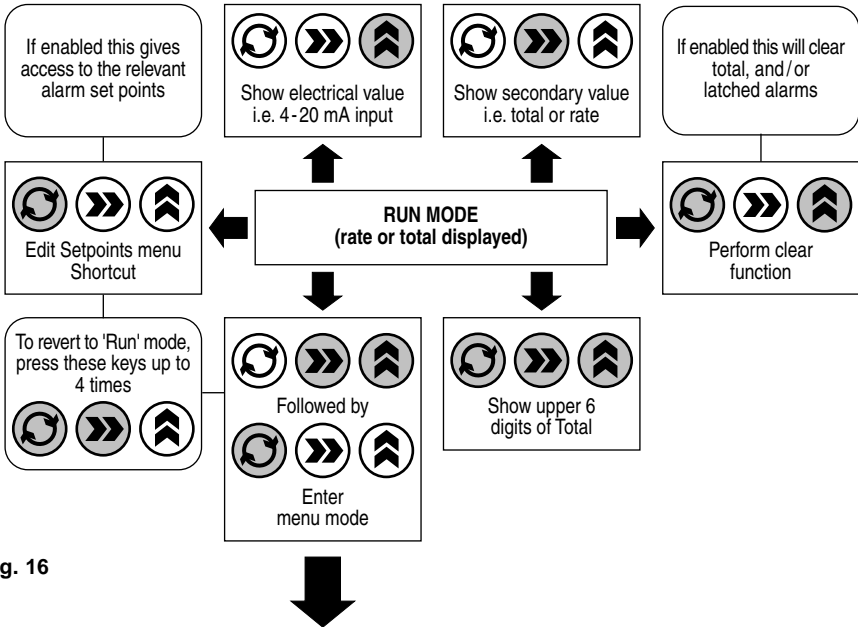 If enabled this gives
access to the relevant
alarm set points
Show electrical value
i.e. 4-20 mA input
Show secondary value
i.e. total or rate
If enabled this will clear
total, and/or
latched alarms
Edit Setpoints menu
Shortcut
RUN MODE
(rate or total displayed)
Perform clear
function
To revert to 'Run' mode,
press these keys up to
4 times
Followed by
Enter
menu mode
Show upper 6
digits of Total
g. 16